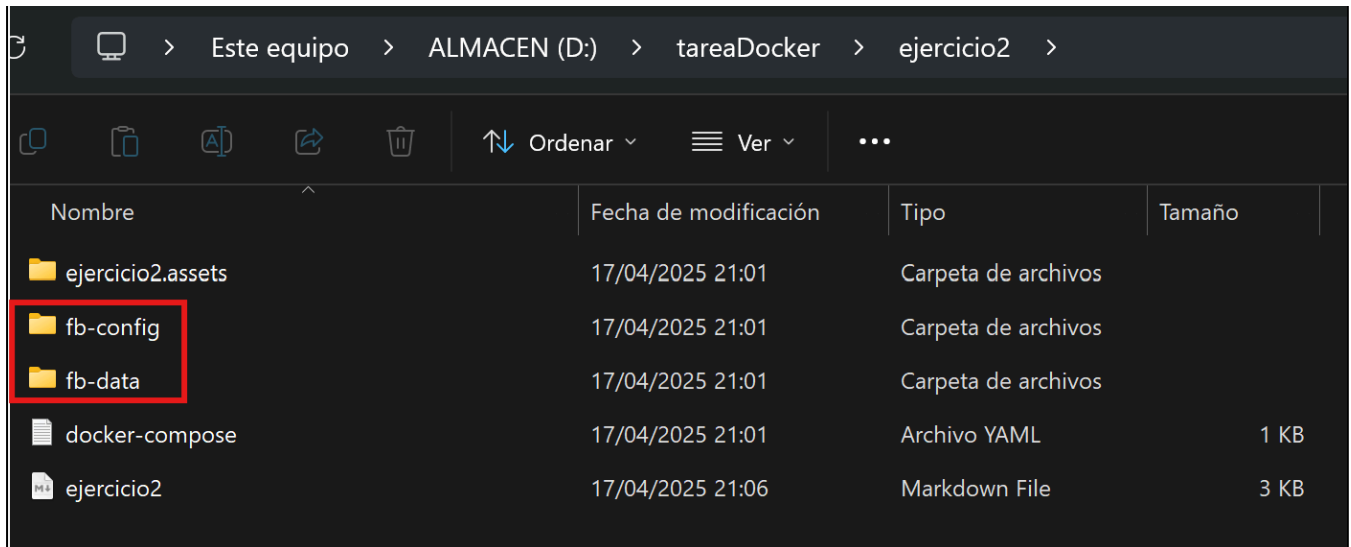 Este equipo > ALMACEN (D:) > tareaDocker > ejercicio2 >
Ordenar Ver
Nombre Fecha de modificación Tipo Tamaño
ejercicio2.assets 17/04/2025 21:01 Carpeta de archivos
fb-config 17/04/2025 21:01 Carpeta de archivos
fb-data 17/04/2025 21:01 Carpeta de archivos
docker-compose 17/04/2025 21:01 Archivo YAML 1 KB
ejercicio2 17/04/2025 21:06 Markdown File 3 KB